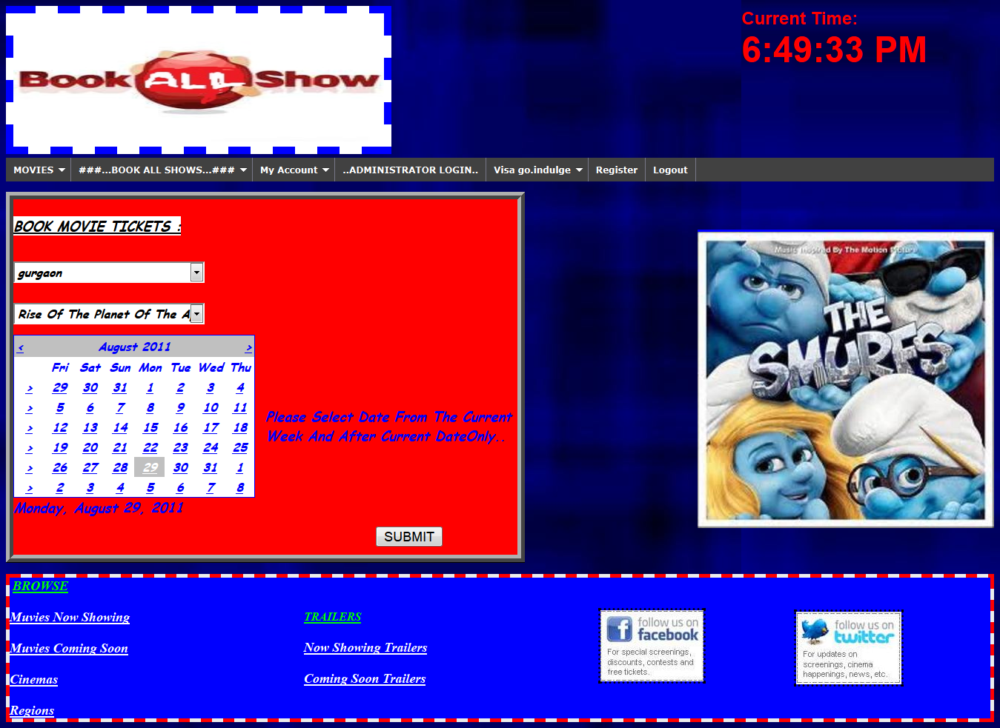 Book ALL Show
Current Time:
6:49:33 PM
MOVIES ###...BOOK ALL SHOWS...### My Account ..ADMINISTRATOR LOGIN.. Visa go.indulge Register Logout
BOOK MOVIE TICKETS :
gurgaon
Rise Of The Planet Of The A
< August 2011 >
Fri Sat Sun Mon Tue Wed Thu
> 29 30 31 1 2 3 4
> 5 6 7 8 9 10 11
> 12 13 14 15 16 17 18
> 19 20 21 22 23 24 25
> 26 27 28 29 30 31 1
> 2 3 4 5 6 7 8
Monday, August 29, 2011
Please Select Date From The Current
Week And After Current DateOnly..
SUBMIT
Music Inspired By The Motion Picture
THE
SMURFS
BROWSE
Muvies Now Showing
Muvies Coming Soon
Cinemas
Regions
TRAILERS
Now Showing Trailers
Coming Soon Trailers
follow us on
facebook
For special screenings,
discounts, contests and
free tickets.
follow us on
twitter
For updates on
screenings, cinema
happenings, news, etc.